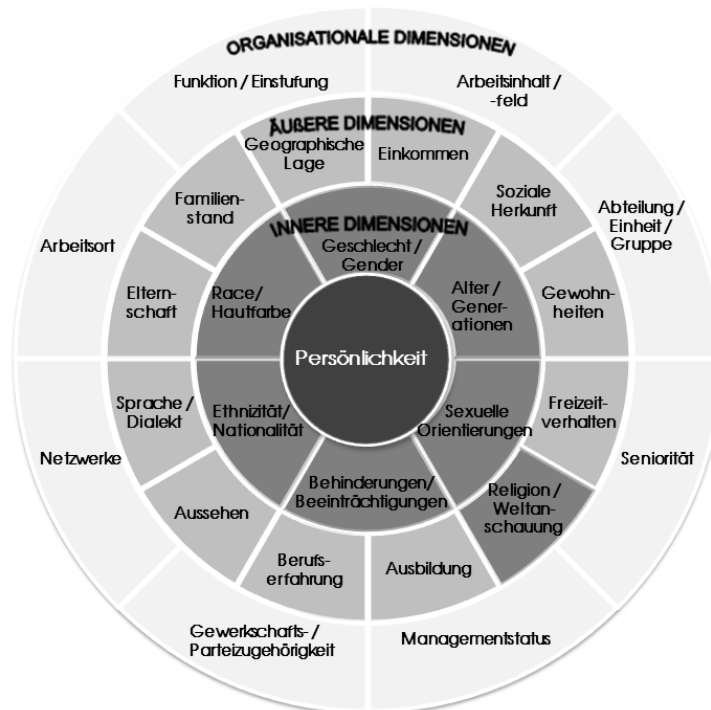 ORGANISATIONALE DIMENSIONEN
Funktion / Einstufung
Arbeitsinhalt /
-feld
ÄUßERE DIMENSIONEN
Geographische
Lage
Einkommen
Familien-
stand
Soziale
Herkunft
Abteilung /
Einheit /
Gruppe
Arbeitsort
INNERE DIMENSIONEN
Geschlecht /
Gender
Eltern-
schaft
Race/
Hautfarbe
Alter /
Gener-
ationen
Gewohn-
heiten
Persönlichkeit
Sprache /
Dialekt
Ethnizität/
Nationalität
Sexuelle
Orientierungen
Freizeit-
verhalten
Netzwerke
Seniorität
Behinderungen/
Beeinträchtigungen
Religion /
Weltan-
schauung
Aussehen
Berufs-
erfahrung
Ausbildung
Gewerkschafts- /
Parteizugehörigkeit
Managementstatus